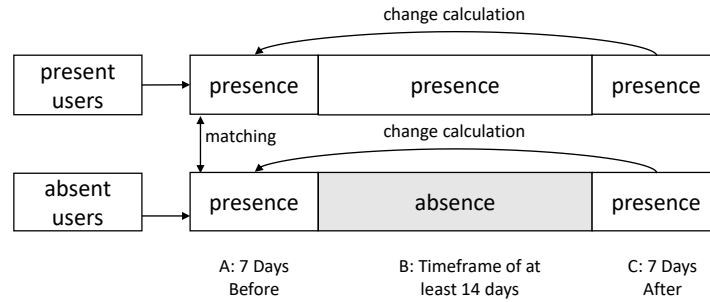 change calculation
present
users
presence
presence
presence
matching
change calculation
absent
users
presence
absence
presence
A: 7 Days
Before
B: Timeframe of at
least 14 days
C: 7 Days
After